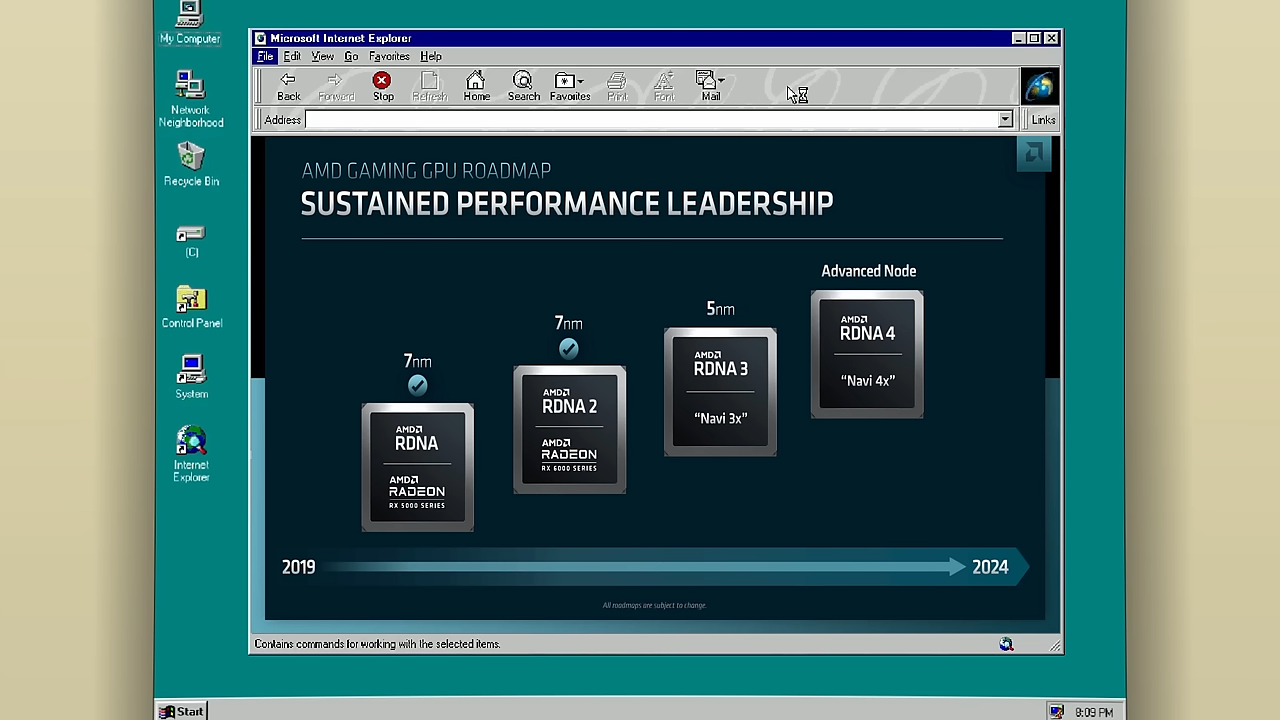 My Computer
Network
Neighborhood
Recycle Bin
(C)
Control Panel
System
Internet
Explorer
Microsoft Internet Explorer
File Edit View Go Favorites Help
Back Forward Stop Refresh Home Search Favorites Print Font Mail
Address
Links
AMD GAMING GPU ROADMAP
SUSTAINED PERFORMANCE LEADERSHIP
7nm
AMD
RDNA
AMD
RADEON
RX 5000 SERIES
7nm
AMD
RDNA 2
AMD
RADEON
RX 6000 SERIES
5nm
AMD
RDNA 3
“Navi 3x”
Advanced Node
AMD
RDNA 4
“Navi 4x”
2019
2024
All roadmaps are subject to change.
Contains commands for working with the selected items.
Start
8:09 PM